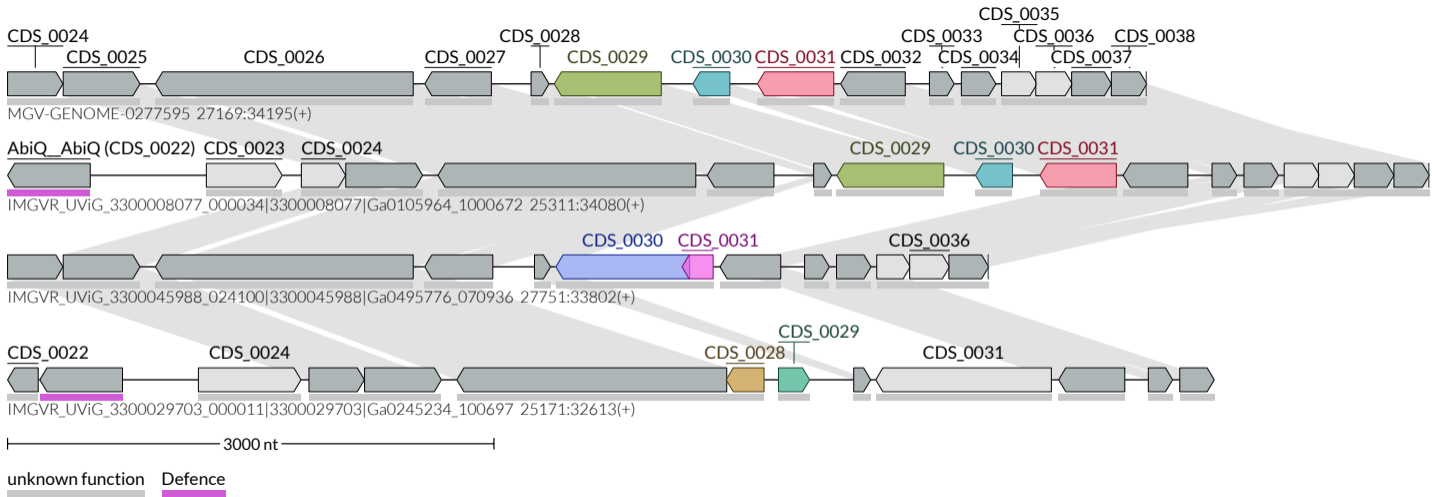 CDS_0035
CDS_0024 CDS_0028 CDS_0033 CDS_0036 CDS_0038
CDS_0025 CDS_0026 CDS_0027 CDS_0029 CDS_0030 CDS_0031 CDS_0032 CDS_0034 CDS_0037
MGV-GENOME-0277595 27169:34195(+)
AbiQ__AbiQ (CDS_0022) CDS_0023 CDS_0024 CDS_0029 CDS_0030 CDS_0031
IMGVR_UViG_3300008077_000034|3300008077|Ga0105964_1000672 25311:34080(+)
CDS_0030 CDS_0031 CDS_0036
IMGVR_UViG_3300045988_024100|3300045988|Ga0495776_070936 27751:33802(+)
CDS_0029
CDS_0022 CDS_0024 CDS_0028 CDS_0031
IMGVR_UViG_3300029703_000011|3300029703|Ga0245234_100697 25171:32613(+)
3000 nt
unknown function Defence